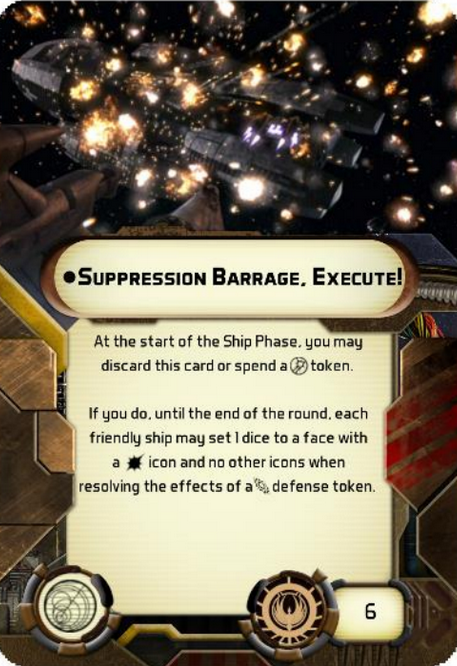 •SUPPRESSION BARRAGE, EXECUTE!
At the start of the Ship Phase, you may
discard this card or spend a token.
If you do, until the end of the round, each
friendly ship may set 1 dice to a face with
a icon and no other icons when
resolving the effects of a defense token.
6